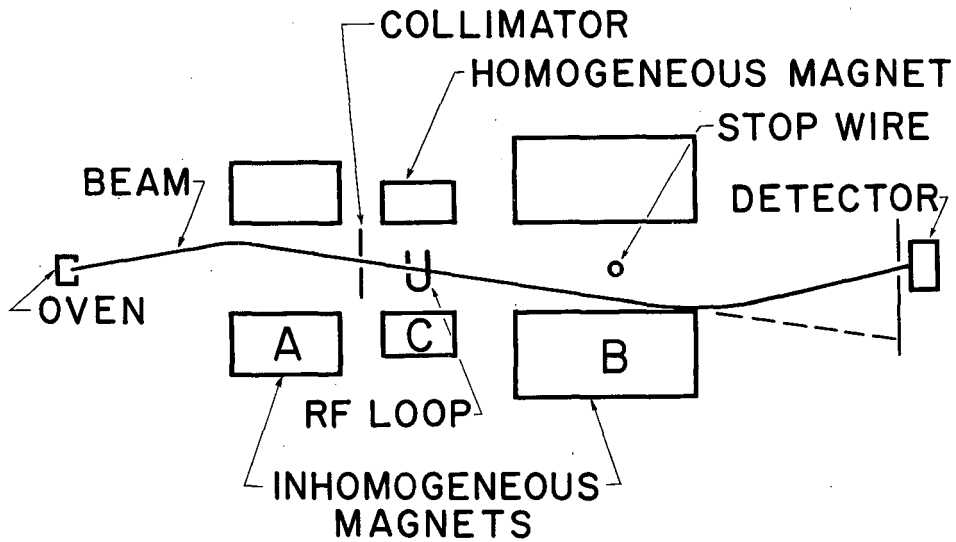 COLLIMATOR
HOMOGENEOUS MAGNET
STOP WIRE
BEAM
DETECTOR
OVEN
A
C
B
RF LOOP
INHOMOGENEOUS
MAGNETS